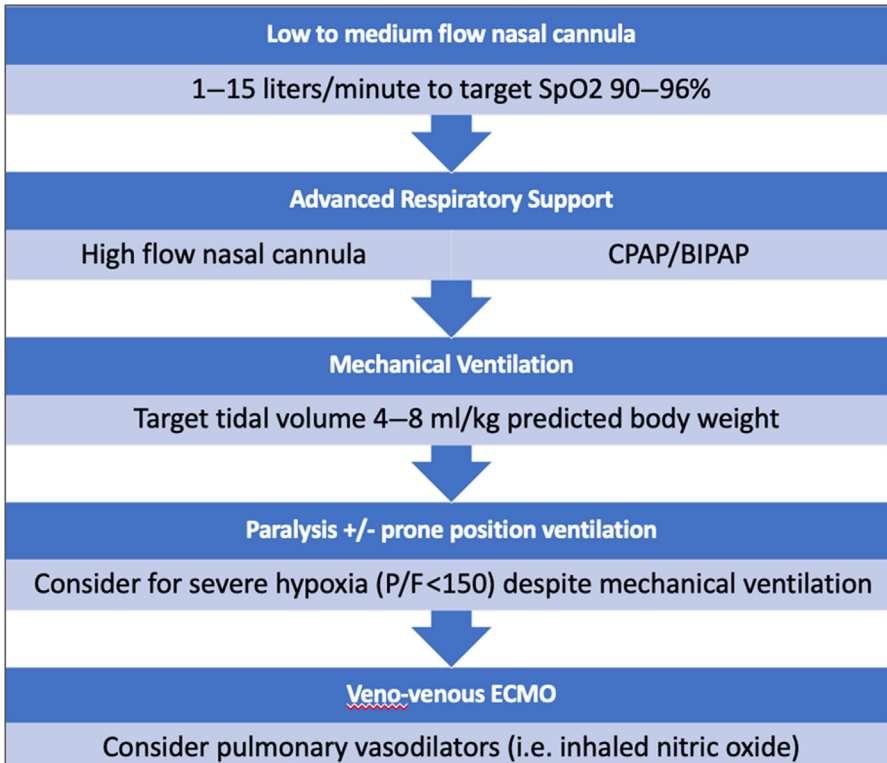 Low to medium flow nasal cannula
1–15 liters/minute to target SpO2 90–96%
Advanced Respiratory Support
High flow nasal cannula
CPAP/BIPAP
Mechanical Ventilation
Target tidal volume 4–8 ml/kg predicted body weight
Paralysis +/- prone position ventilation
Consider for severe hypoxia (P/F<150) despite mechanical ventilation
Veno-venous ECMO
Consider pulmonary vasodilators (i.e. inhaled nitric oxide)